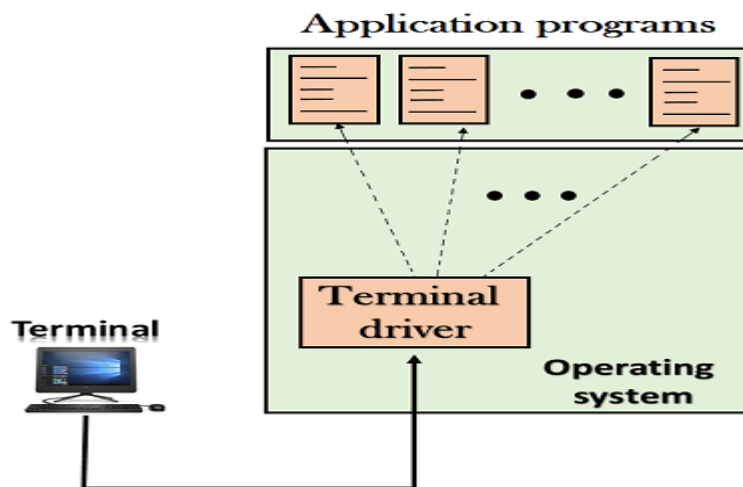 Application programs
Terminal
driver
Terminal
Operating
system